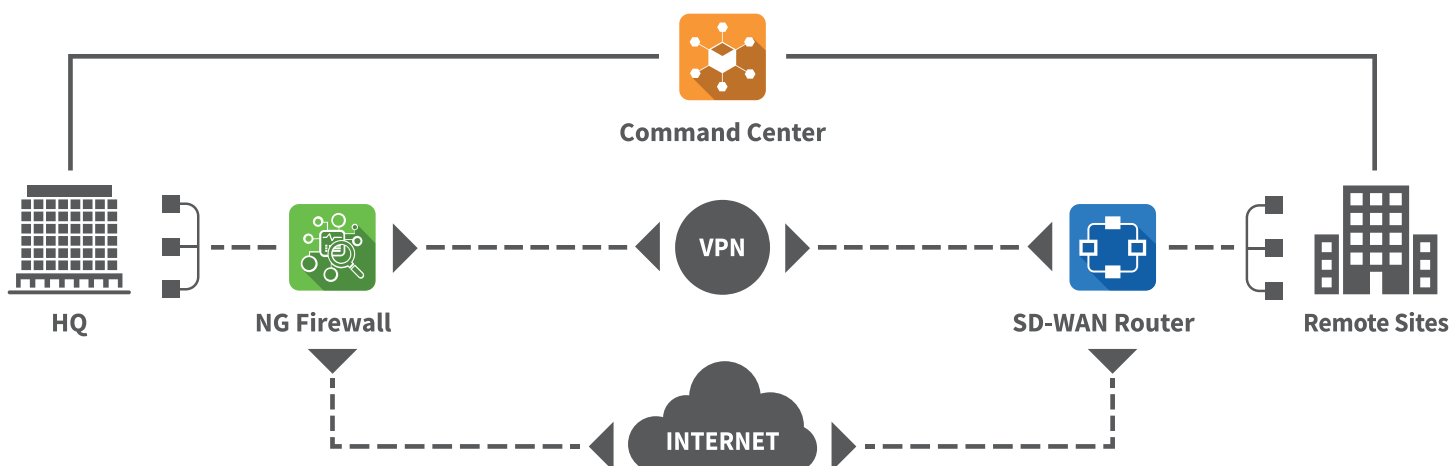 Command Center
VPN
HQ
NG Firewall
SD-WAN Router
Remote Sites
INTERNET